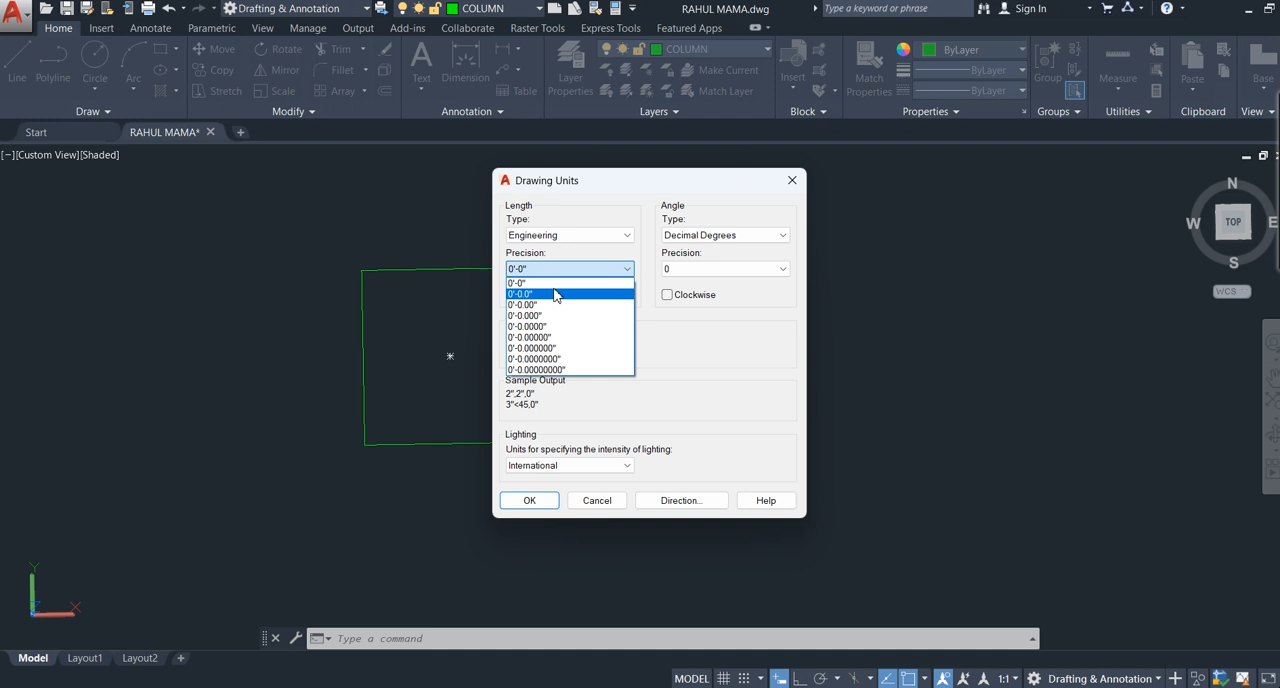 Drafting & Annotation
COLUMN
RAHUL MAMA.dwg
Type a keyword or phrase
Sign In
Home Insert Annotate Parametric View Manage Output Add-ins Collaborate Raster Tools Express Tools Featured Apps
Line Polyline Circle Arc
Move Rotate Trim
Copy Mirror Fillet
Stretch Scale Array
Text Dimension Table
Layer Properties
COLUMN
Make Current
Match Layer
Insert
Match Properties
ByLayer
ByLayer
ByLayer
Group
Measure
Paste
Base
Draw Modify Annotation Layers Block Properties Groups Utilities Clipboard View
Start RAHUL MAMA*
[−][Custom View][Shaded]
N
W TOP E
S
WCS
Drawing Units
Length
Type:
Engineering
Precision:
0'-0"
0'-0"
0'-0.0"
0'-0.00"
0'-0.000"
0'-0.0000"
0'-0.00000"
0'-0.000000"
0'-0.0000000"
0'-0.00000000"
Angle
Type:
Decimal Degrees
Precision:
0
Clockwise
Sample Output
2",2",0"
3"<45,0"
Lighting
Units for specifying the intensity of lighting:
International
OK Cancel Direction... Help
Y
X
Type a command
Model Layout1 Layout2
MODEL 1:1 Drafting & Annotation